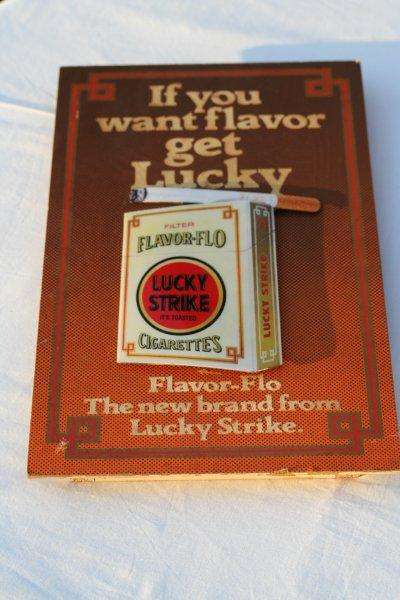 If you
want flavor
get
Lucky
FILTER
FLAVOR-FLO
LUCKY
STRIKE
IT'S TOASTED
CIGARETTES
LUCKY STRIKE
Flavor-Flo
The new brand from
Lucky Strike.